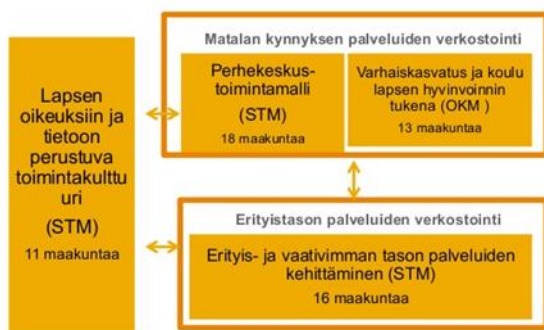 Lapsen
oikeuksiin ja
tietoon
perustuva
toimintakulttu
uri
(STM)
11 maakuntaa
Matalan kynnyksen palveluiden verkostointi
Perhekeskus-
toimintamalli
(STM)
18 maakuntaa
Varhaiskasvatus ja koulu
lapsen hyvinvoinnin
tukena (OKM )
13 maakuntaa
Erityistason palveluiden verkostointi
Erityis- ja vaativimman tason palveluiden
kehittäminen (STM)
16 maakuntaa